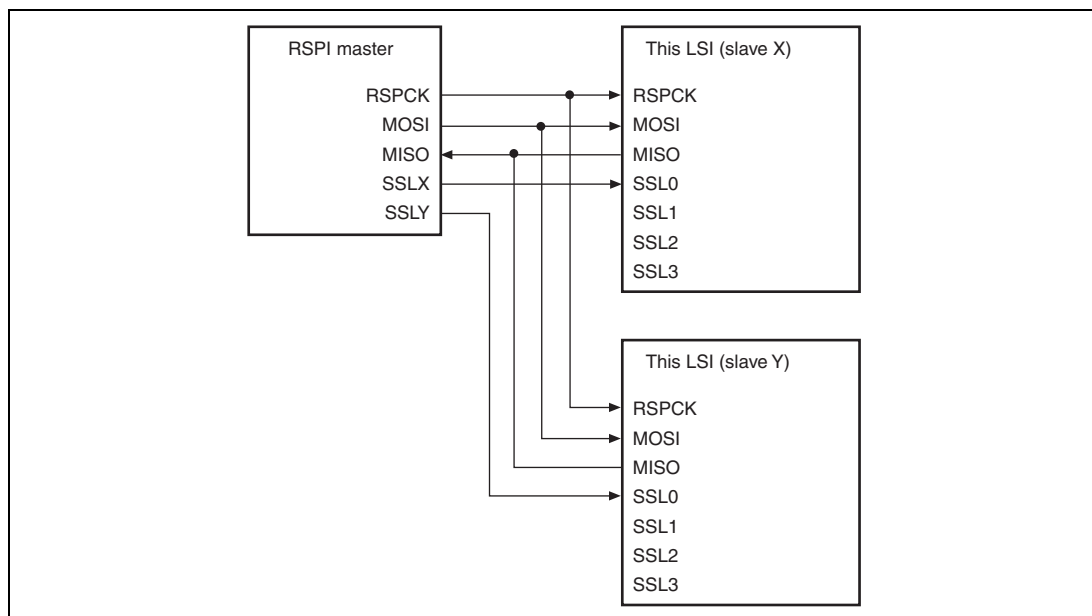 RSPI master
RSPCK
MOSI
MISO
SSLX
SSLY
This LSI (slave X)
RSPCK
MOSI
MISO
SSL0
SSL1
SSL2
SSL3
This LSI (slave Y)
RSPCK
MOSI
MISO
SSL0
SSL1
SSL2
SSL3